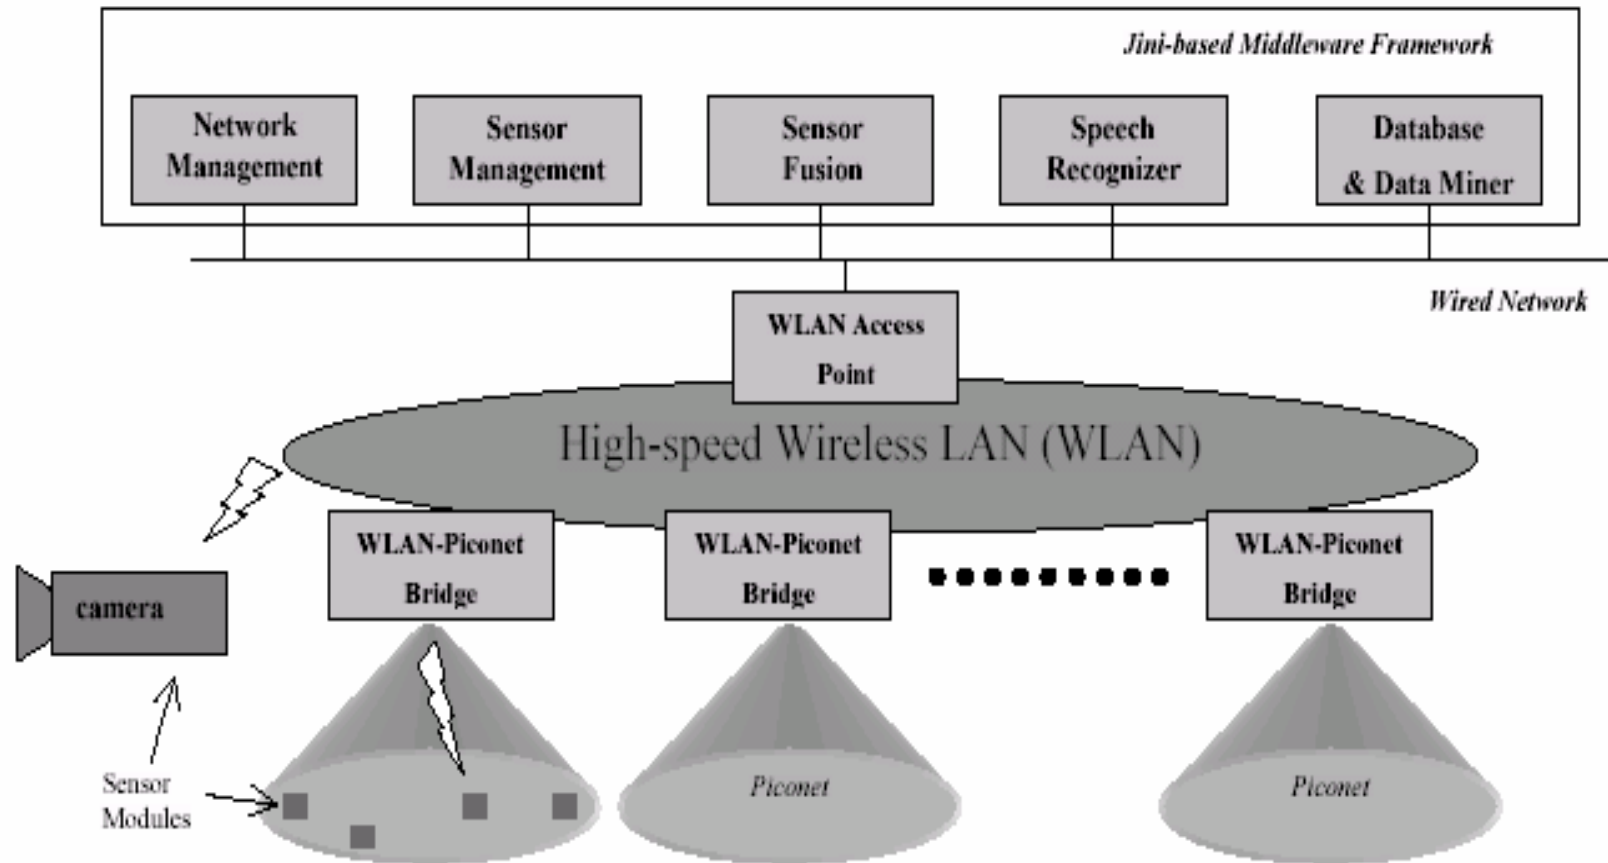 Jini-based Middleware Framework
Network
Management
Sensor
Management
Sensor
Fusion
Speech
Recognizer
Database
& Data Miner
Wired Network
WLAN Access
Point
High-speed Wireless LAN (WLAN)
WLAN-Piconet
Bridge
WLAN-Piconet
Bridge
WLAN-Piconet
Bridge
camera
Sensor
Modules
Piconet
Piconet